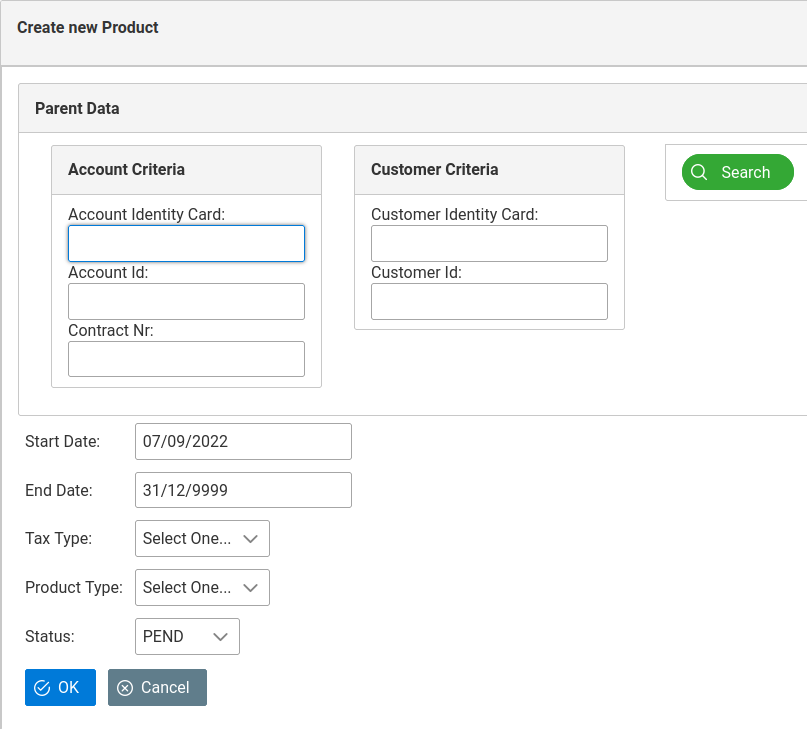 Create new Product
Parent Data
Account Criteria
Account Identity Card:
Account Id:
Contract Nr:
Customer Criteria
Customer Identity Card:
Customer Id:
Search
Start Date: 07/09/2022
End Date: 31/12/9999
Tax Type: Select One...
Product Type: Select One...
Status: PEND
OK Cancel